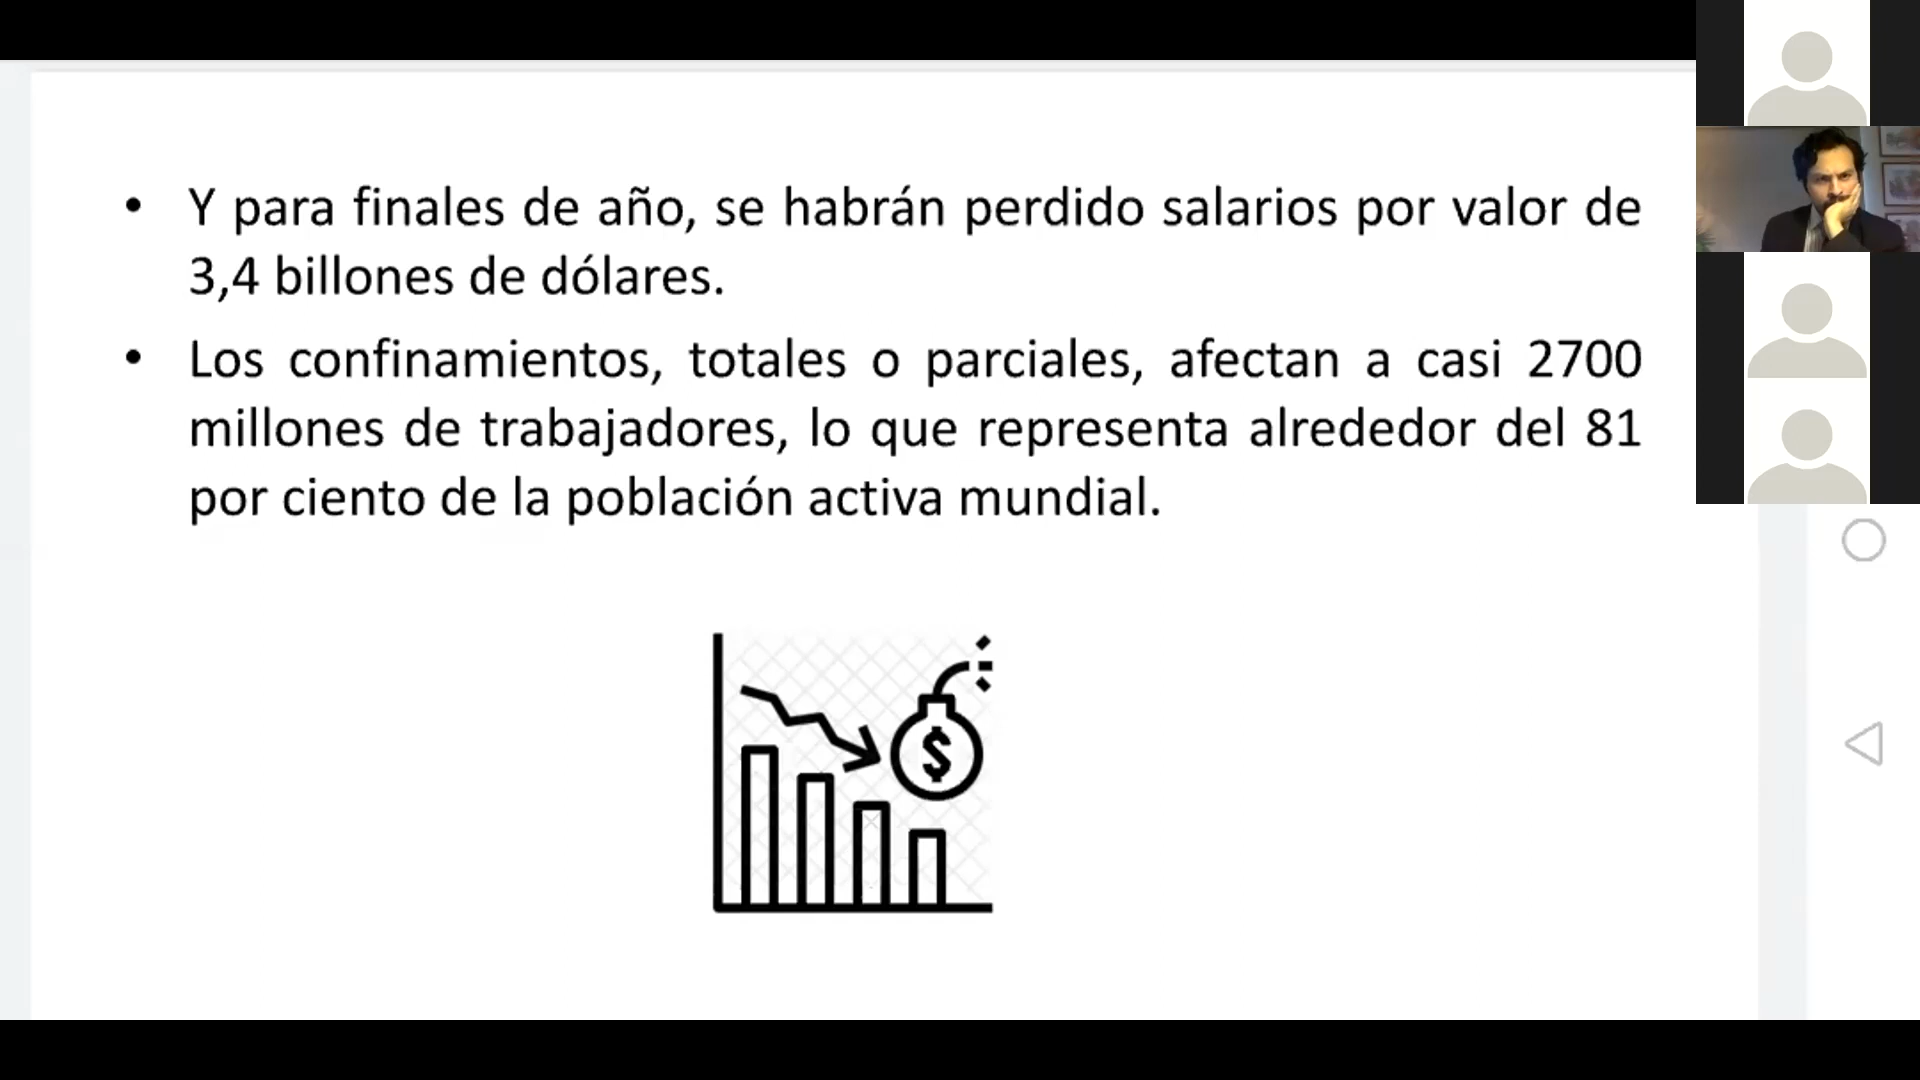 • Y para finales de año, se habrán perdido salarios por valor de
3,4 billones de dólares.
• Los confinamientos, totales o parciales, afectan a casi 2700
millones de trabajadores, lo que representa alrededor del 81
por ciento de la población activa mundial.
$